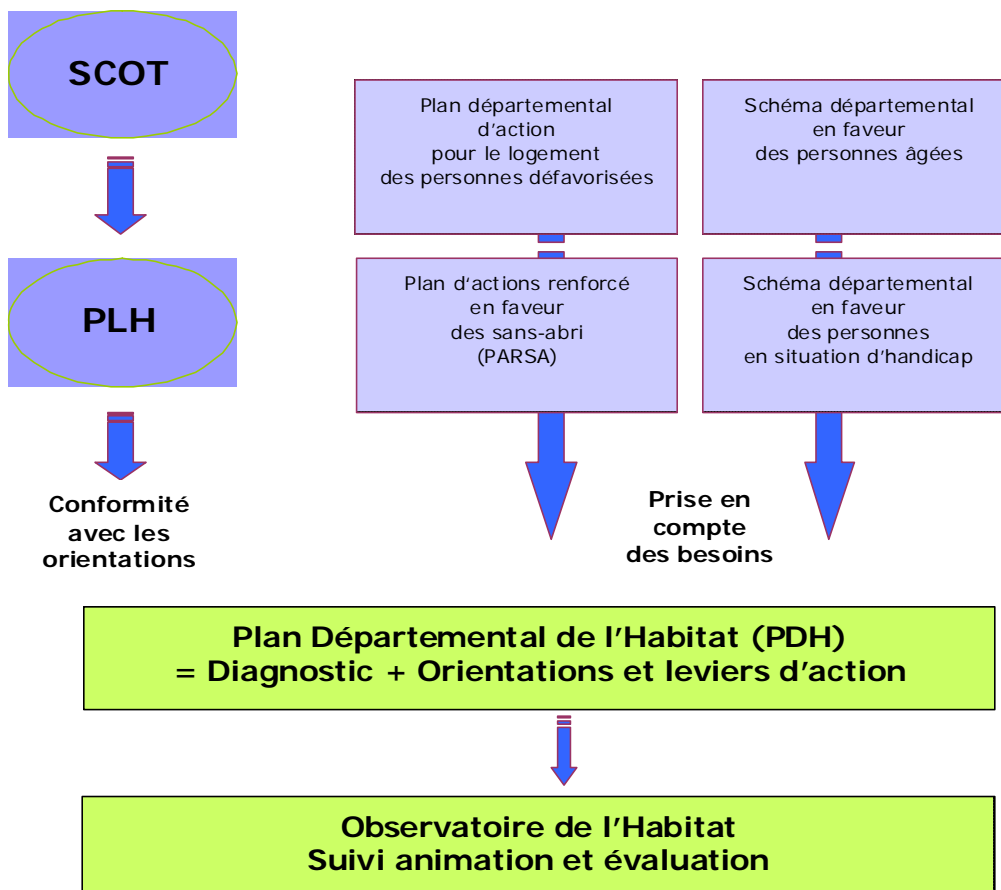 SCOT
PLH
Conformité
avec les
orientations
Plan départemental
d'action
pour le logement
des personnes défavorisées
Schéma départemental
en faveur
des personnes âgées
Plan d'actions renforcé
en faveur
des sans-abri
(PARSA)
Schéma départemental
en faveur
des personnes
en situation d'handicap
Prise en
compte
des besoins
Plan Départemental de l'Habitat (PDH)
= Diagnostic + Orientations et leviers d'action
Observatoire de l'Habitat
Suivi animation et évaluation